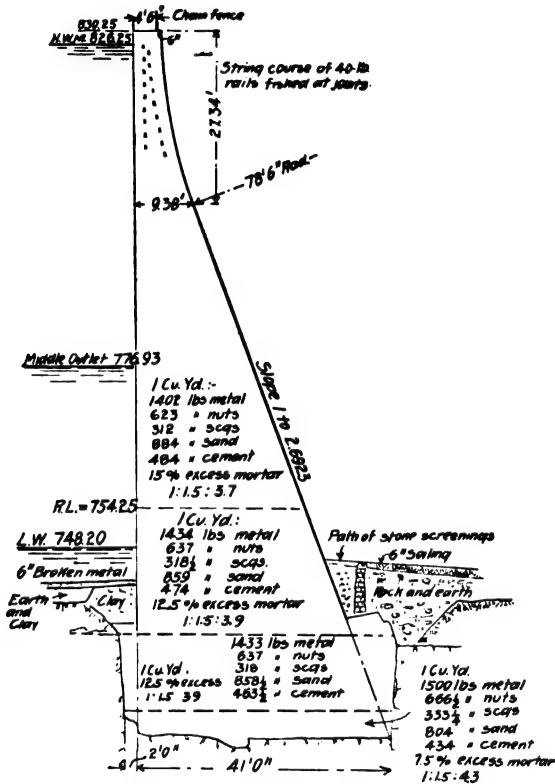 4'6"
Chain fence
830.25
H.W.M. 826.25
6"
String course of 40-lb.
rails fished at joints.
27.34'
78'6" Rad.
9.38'
Middle Outlet 776.93
Slope 1 to 2.6823
1 Cu. Yd. :-
1402 lbs metal
623 " nuts
312 " scgs
884 " sand
484 " cement
15% excess mortar
1:1.5:3.7
R.L.=754.25
1 Cu. Yd.:
1434 lbs metal
637 " nuts
318½ " scgs.
859 " sand
474 " cement
12.5 % excess mortar
1:1.5:3.9
L.W. 748.20
6" Broken metal
Earth
and
Clay
Clay
Path of stone screenings
6" Soiling
Rock and earth
1433 lbs metal
637 " nuts
1 Cu. Yd. 318 " scgs
12.5 % excess 858½ " sand
1:1.5 3.9 463½ " cement
1 Cu. Yd.
1500 lbs metal
666½ " nuts
333¼ " scgs
804 " sand
434 " cement
7.5 % excess mortar
1:1.5:4.3
2'0"
41'0"